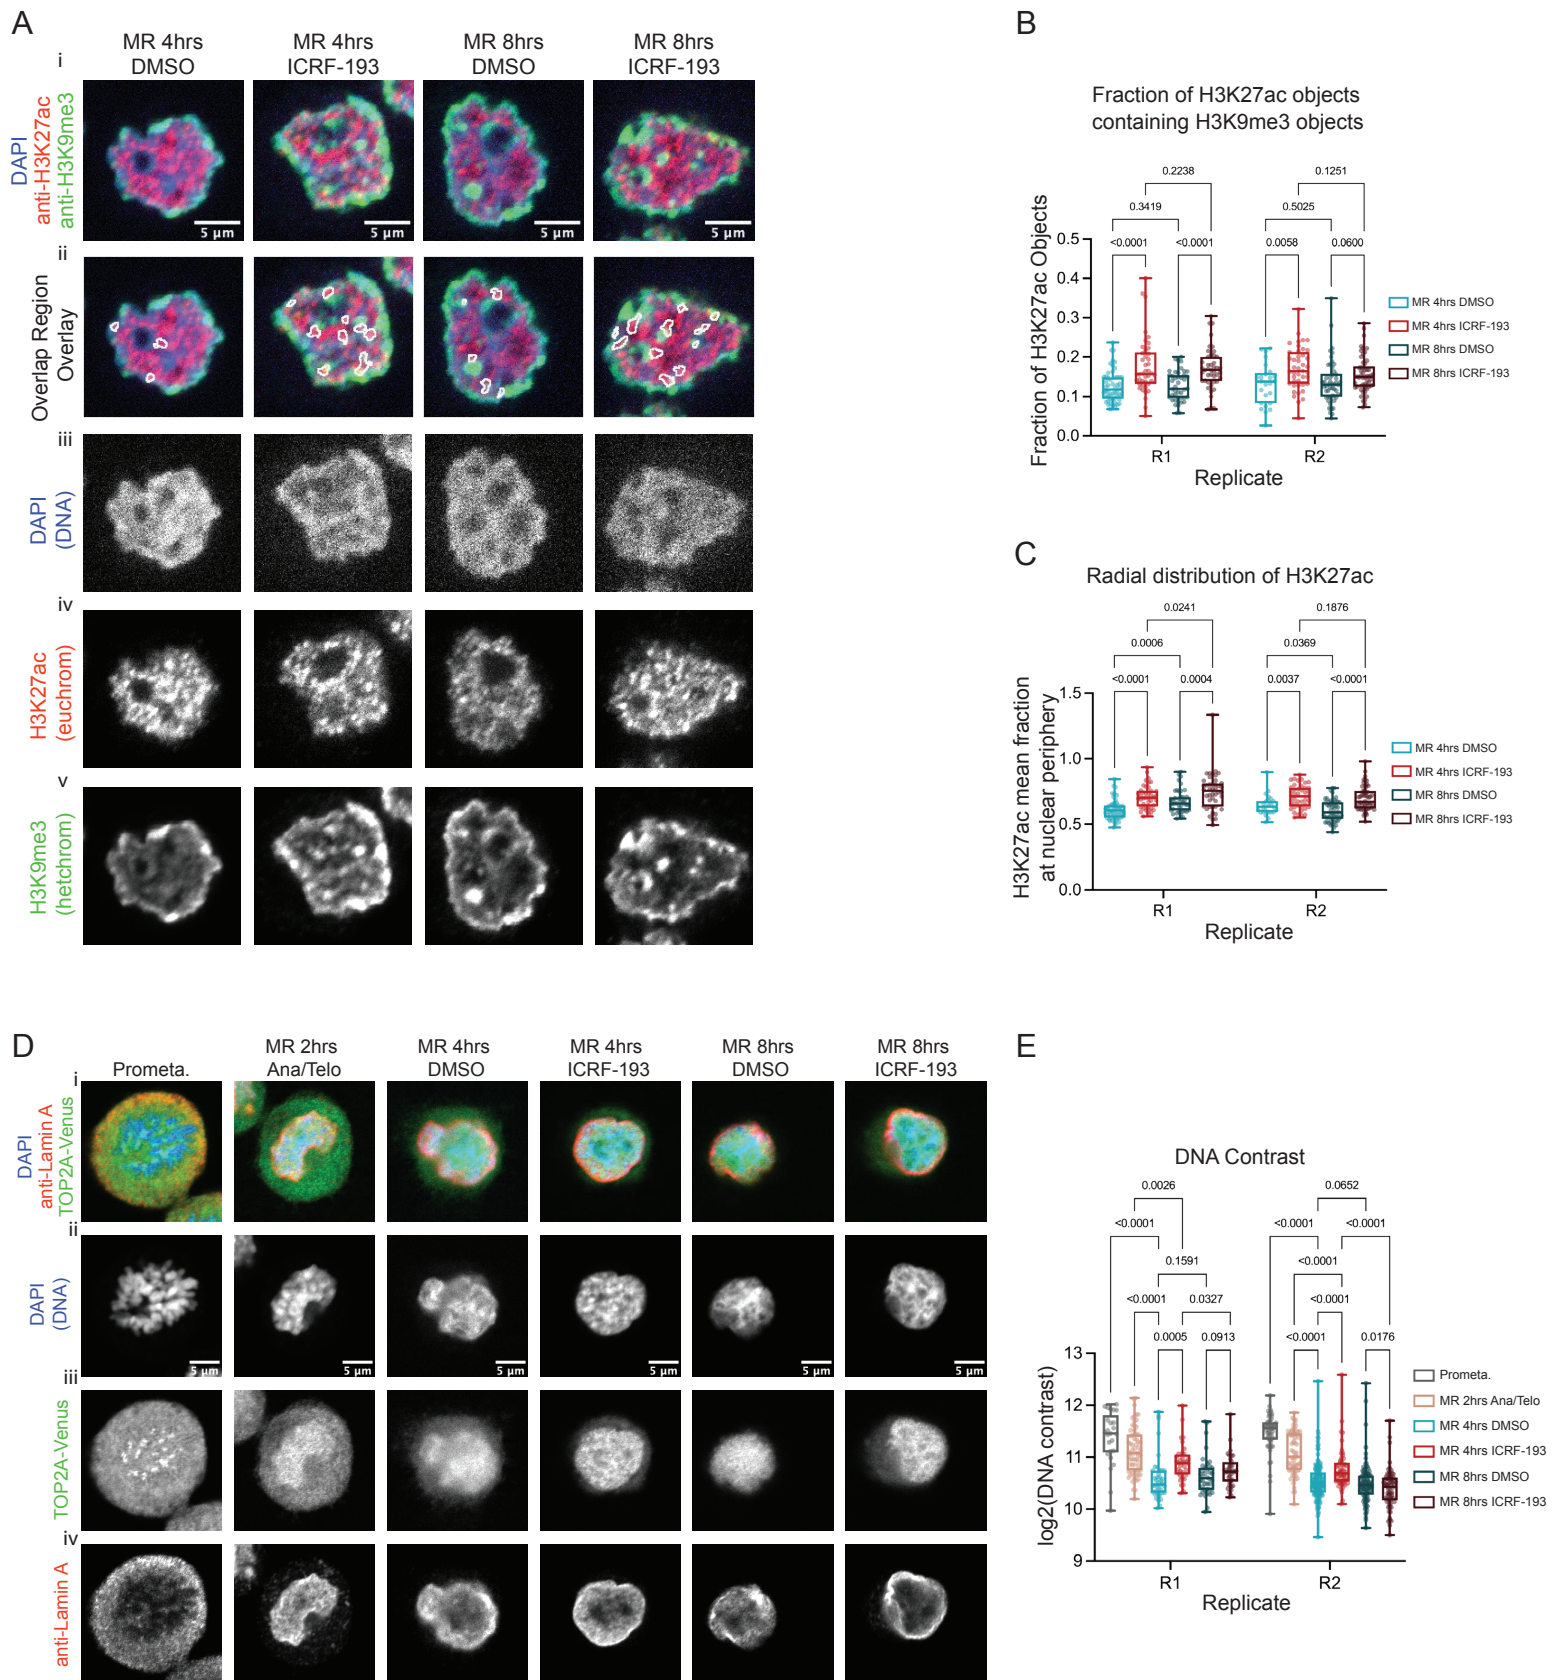 A
MR 4hrs
DMSO
MR 4hrs
ICRF-193
MR 8hrs
DMSO
MR 8hrs
ICRF-193
i
DAPI
anti-H3K27ac
anti-H3K9me3
5 µm
5 µm
5 µm
5 µm
ii
Overlap Region
Overlay
iii
DAPI
(DNA)
iv
H3K27ac
(euchrom)
v
H3K9me3
(hetchrom)
B
Fraction of H3K27ac objects
containing H3K9me3 objects
0.2238
0.1251
0.3419
0.5025
<0.0001
<0.0001
0.0058
0.0600
Fraction of H3K27ac Objects
0.5
0.4
0.3
0.2
0.1
0.0
R1
R2
Replicate
MR 4hrs DMSO
MR 4hrs ICRF-193
MR 8hrs DMSO
MR 8hrs ICRF-193
C
Radial distribution of H3K27ac
0.0241
0.1876
0.0006
0.0369
<0.0001
0.0004
0.0037
<0.0001
H3K27ac mean fraction
at nuclear periphery
1.5
1.0
0.5
0.0
R1
R2
Replicate
MR 4hrs DMSO
MR 4hrs ICRF-193
MR 8hrs DMSO
MR 8hrs ICRF-193
D
Prometa.
MR 2hrs
Ana/Telo
MR 4hrs
DMSO
MR 4hrs
ICRF-193
MR 8hrs
DMSO
MR 8hrs
ICRF-193
i
DAPI
anti-Lamin A
TOP2A-Venus
ii
DAPI
(DNA)
5 µm
5 µm
5 µm
5 µm
5 µm
5 µm
iii
TOP2A-Venus
iv
anti-Lamin A
E
DNA Contrast
0.0026
0.0652
<0.0001
<0.0001
<0.0001
0.1591
<0.0001
<0.0001
0.0327
<0.0001
0.0005
0.0913
<0.0001
0.0176
log2(DNA contrast)
13
12
11
10
9
R1
R2
Replicate
Prometa.
MR 2hrs Ana/Telo
MR 4hrs DMSO
MR 4hrs ICRF-193
MR 8hrs DMSO
MR 8hrs ICRF-193